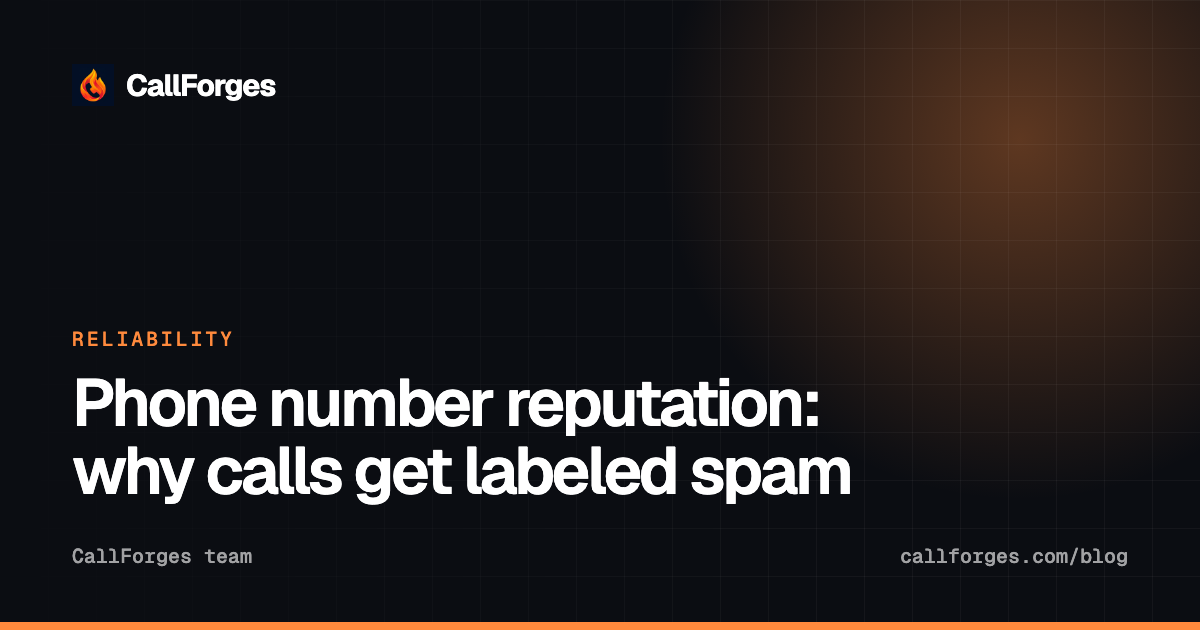 CallForges
RELIABILITY
Phone number reputation:
why calls get labeled spam
CallForges team
callforges.com/blog